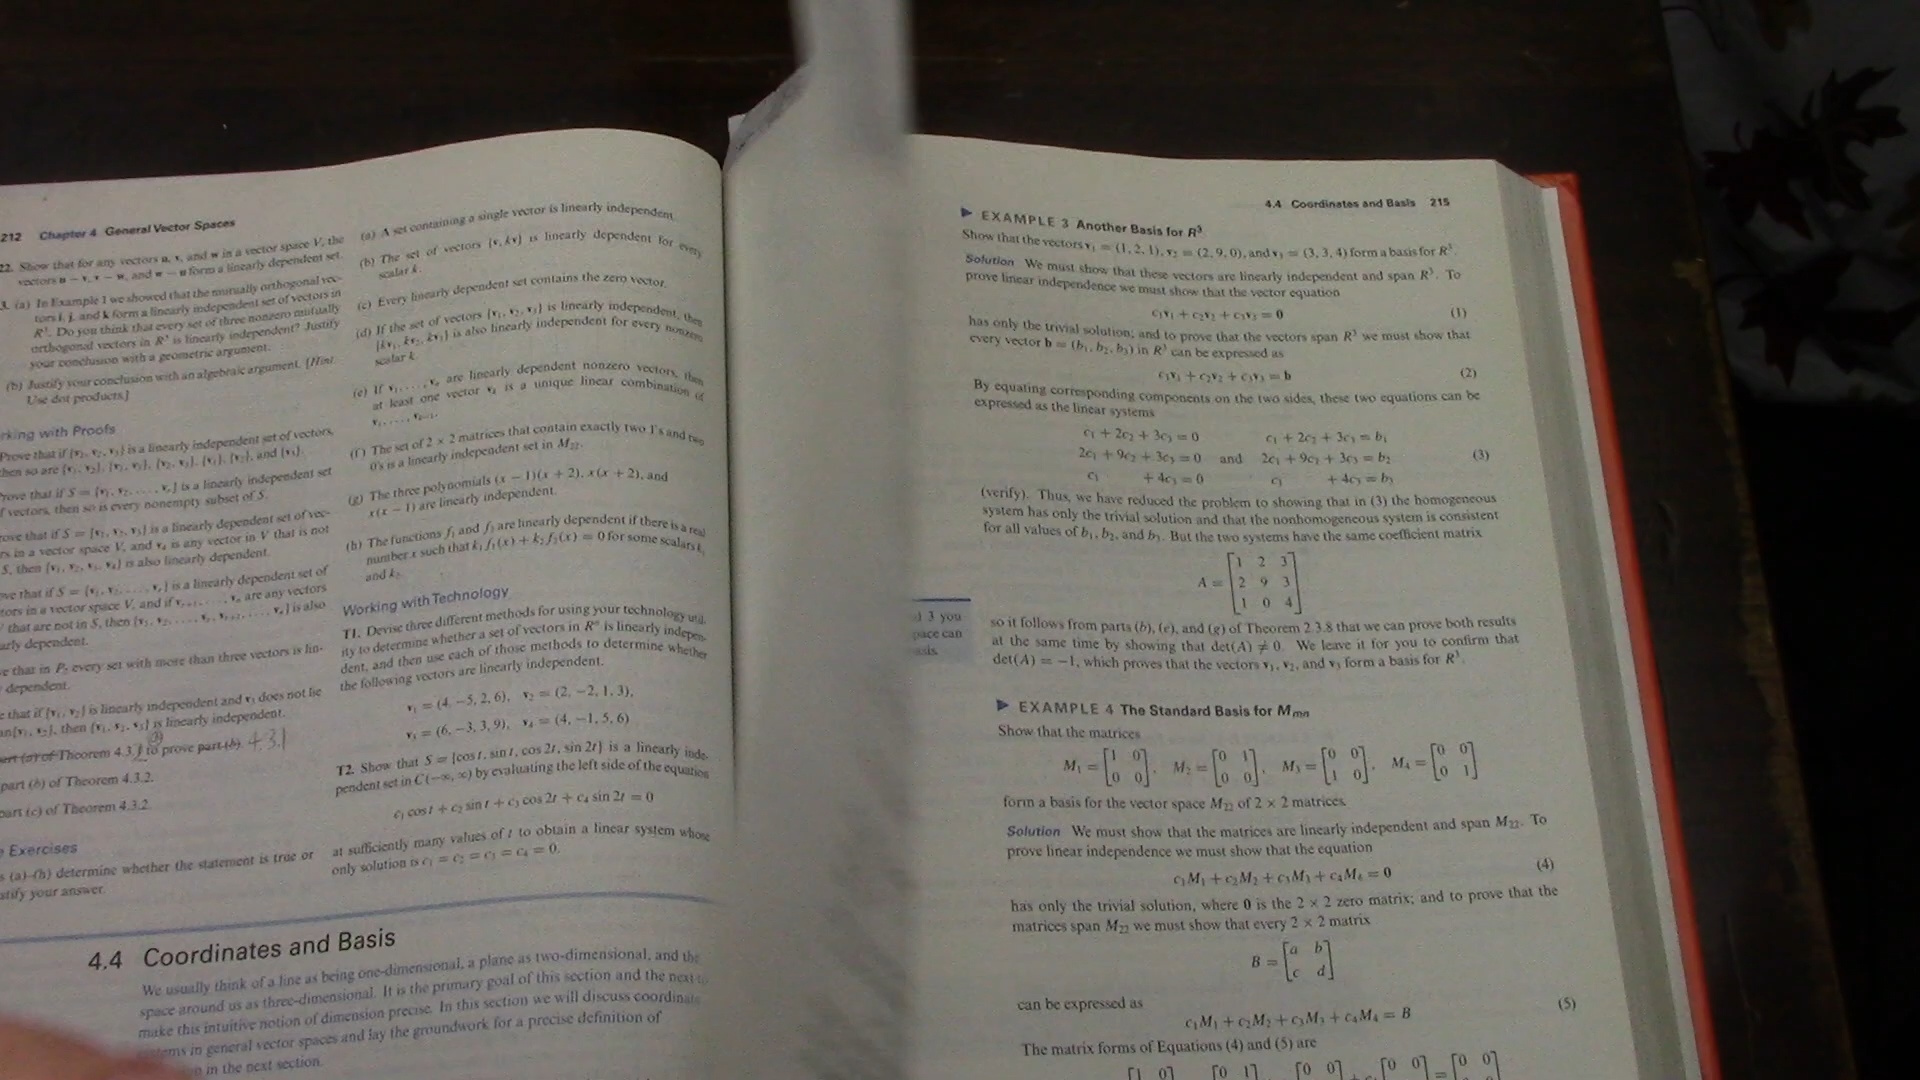 212 Chapter 4 General Vector Spaces
22. Show that for any vectors u, v, and w in a vector space V, the
vectors u − v, v − w, and w − u form a linearly dependent set.
3. (a) In Example 1 we showed that the mutually orthogonal vec-
tors i, j, and k form a linearly independent set of vectors in
R³. Do you think that every set of three nonzero mutually
orthogonal vectors in R³ is linearly independent? Justify
your conclusion with a geometric argument.
(b) Justify your conclusion with an algebraic argument. [Hint:
Use dot products.]
rking with Proofs
Prove that if {v₁, v₂, v₃} is a linearly independent set of vectors,
then so are {v₁, v₂}, {v₁, v₃}, {v₂, v₃}, {v₁}, {v₂}, and {v₃}.
rove that if S = {v₁, v₂, . . . , vᵣ} is a linearly independent set
f vectors, then so is every nonempty subset of S.
rove that if S = {v₁, v₂, v₃} is a linearly dependent set of vec-
rs in a vector space V, and v₄ is any vector in V that is not
S, then {v₁, v₂, v₃, v₄} is also linearly dependent.
ove that if S = {v₁, v₂, . . . , vᵣ} is a linearly dependent set of
tors in a vector space V, and if vᵣ₊₁, . . . , vₙ are any vectors
that are not in S, then {v₁, v₂, . . . , vᵣ, vᵣ₊₁, . . . , vₙ} is also
arly dependent.
e that in P₂ every set with more than three vectors is lin-
dependent.
e that if {v₁, v₂} is linearly independent and v₃ does not lie
an{v₁, v₂}, then {v₁, v₂, v₃} is linearly independent.
part (a) of Theorem 4.3.1 to prove part (b) 4.3.1
part (b) of Theorem 4.3.2.
part (c) of Theorem 4.3.2.
Exercises
s (a)–(h) determine whether the statement is true or
stify your answer.
(a) A set containing a single vector is linearly independent.
(b) The set of vectors {v, kv} is linearly dependent for every
scalar k.
(c) Every linearly dependent set contains the zero vector.
(d) If the set of vectors {v₁, v₂, v₃} is linearly independent, then
{kv₁, kv₂, kv₃} is also linearly independent for every nonzero
scalar k.
(e) If v₁, . . . , vₙ are linearly dependent nonzero vectors, then
at least one vector vₖ is a unique linear combination of
v₁, . . . , vₖ₋₁.
(f) The set of 2 × 2 matrices that contain exactly two 1's and two
0's is a linearly independent set in M₂₂.
(g) The three polynomials (x − 1)(x + 2), x(x + 2), and
x(x − 1) are linearly independent.
(h) The functions f₁ and f₂ are linearly dependent if there is a real
number x such that k₁f₁(x) + k₂f₂(x) = 0 for some scalars k₁
and k₂.
Working with Technology
T1. Devise three different methods for using your technology util-
ity to determine whether a set of vectors in Rⁿ is linearly indepen-
dent, and then use each of those methods to determine whether
the following vectors are linearly independent.
v₁ = (4, −5, 2, 6), v₂ = (2, −2, 1, 3),
v₃ = (6, −3, 3, 9), v₄ = (4, −1, 5, 6)
T2. Show that S = {cos t, sin t, cos 2t, sin 2t} is a linearly inde-
pendent set in C(−∞, ∞) by evaluating the left side of the equation
c₁ cos t + c₂ sin t + c₃ cos 2t + c₄ sin 2t = 0
at sufficiently many values of t to obtain a linear system whose
only solution is c₁ = c₂ = c₃ = c₄ = 0.
4.4 Coordinates and Basis
We usually think of a line as being one-dimensional, a plane as two-dimensional, and the
space around us as three-dimensional. It is the primary goal of this section and the next to
make this intuitive notion of dimension precise. In this section we will discuss coordinate
systems in general vector spaces and lay the groundwork for a precise definition of
in the next section.
4.4 Coordinates and Basis 215
▶ EXAMPLE 3 Another Basis for R³
Show that the vectors v₁ = (1, 2, 1), v₂ = (2, 9, 0), and v₃ = (3, 3, 4) form a basis for R³.
Solution We must show that these vectors are linearly independent and span R³. To
prove linear independence we must show that the vector equation
c₁v₁ + c₂v₂ + c₃v₃ = 0 (1)
has only the trivial solution; and to prove that the vectors span R³ we must show that
every vector b = (b₁, b₂, b₃) in R³ can be expressed as
c₁v₁ + c₂v₂ + c₃v₃ = b (2)
By equating corresponding components on the two sides, these two equations can be
expressed as the linear systems
c₁ + 2c₂ + 3c₃ = 0 c₁ + 2c₂ + 3c₃ = b₁
2c₁ + 9c₂ + 3c₃ = 0 and 2c₁ + 9c₂ + 3c₃ = b₂ (3)
c₁ + 4c₃ = 0 c₁ + 4c₃ = b₃
(verify). Thus, we have reduced the problem to showing that in (3) the homogeneous
system has only the trivial solution and that the nonhomogeneous system is consistent
for all values of b₁, b₂, and b₃. But the two systems have the same coefficient matrix
1 2 3
A = 2 9 3
1 0 4
d 3 you
pace can
asis.
so it follows from parts (b), (e), and (g) of Theorem 2.3.8 that we can prove both results
at the same time by showing that det(A) ≠ 0. We leave it for you to confirm that
det(A) = −1, which proves that the vectors v₁, v₂, and v₃ form a basis for R³.
▶ EXAMPLE 4 The Standard Basis for Mₘₙ
Show that the matrices
M₁ = [1 0; 0 0], M₂ = [0 1; 0 0], M₃ = [0 0; 1 0], M₄ = [0 0; 0 1]
form a basis for the vector space M₂₂ of 2 × 2 matrices.
Solution We must show that the matrices are linearly independent and span M₂₂. To
prove linear independence we must show that the equation
c₁M₁ + c₂M₂ + c₃M₃ + c₄M₄ = 0 (4)
has only the trivial solution, where 0 is the 2 × 2 zero matrix; and to prove that the
matrices span M₂₂ we must show that every 2 × 2 matrix
B = [a b; c d]
can be expressed as
c₁M₁ + c₂M₂ + c₃M₃ + c₄M₄ = B (5)
The matrix forms of Equations (4) and (5) are
1 0 0 1 0 0 0 0 0 0